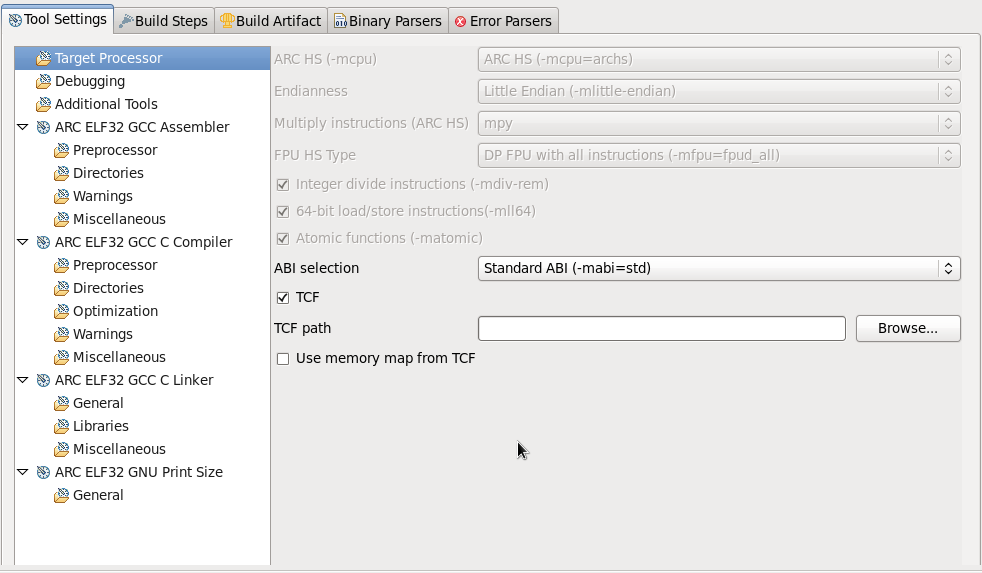 Tool Settings Build Steps Build Artifact Binary Parsers Error Parsers
Target Processor
Debugging
Additional Tools
ARC ELF32 GCC Assembler
Preprocessor
Directories
Warnings
Miscellaneous
ARC ELF32 GCC C Compiler
Preprocessor
Directories
Optimization
Warnings
Miscellaneous
ARC ELF32 GCC C Linker
General
Libraries
Miscellaneous
ARC ELF32 GNU Print Size
General
ARC HS (-mcpu) ARC HS (-mcpu=archs)
Endianness Little Endian (-mlittle-endian)
Multiply instructions (ARC HS) mpy
FPU HS Type DP FPU with all instructions (-mfpu=fpud_all)
Integer divide instructions (-mdiv-rem)
64-bit load/store instructions(-mll64)
Atomic functions (-matomic)
ABI selection Standard ABI (-mabi=std)
TCF
TCF path Browse...
Use memory map from TCF